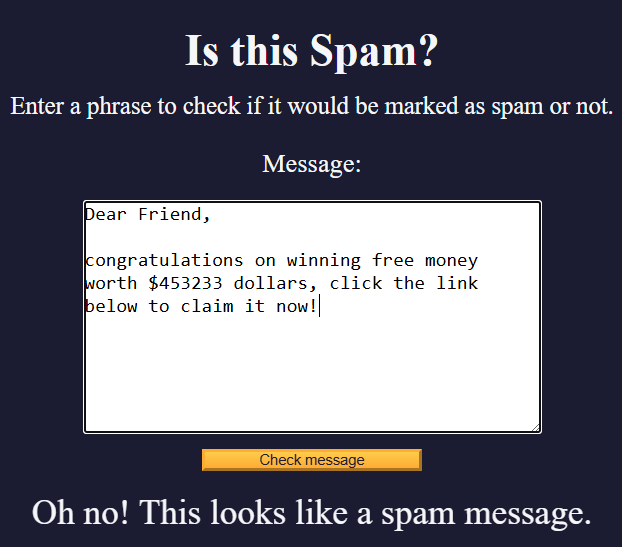 Is this Spam?
Enter a phrase to check if it would be marked as spam or not.
Message:
Dear Friend,
congratulations on winning free money
worth $453233 dollars, click the link
below to claim it now!
Check message
Oh no! This looks like a spam message.